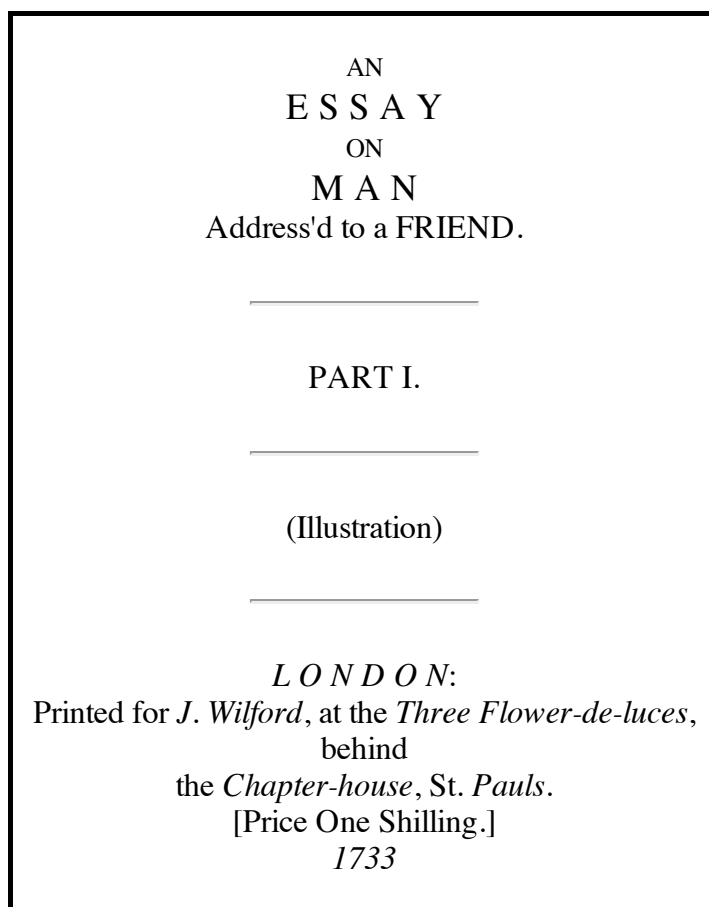 AN
E S S A Y
ON
M A N
Address'd to a FRIEND.
PART I.
(Illustration)
L O N D O N:
Printed for J. Wilford, at the Three Flower-de-luces,
behind
the Chapter-house, St. Pauls.
[Price One Shilling.]
1733